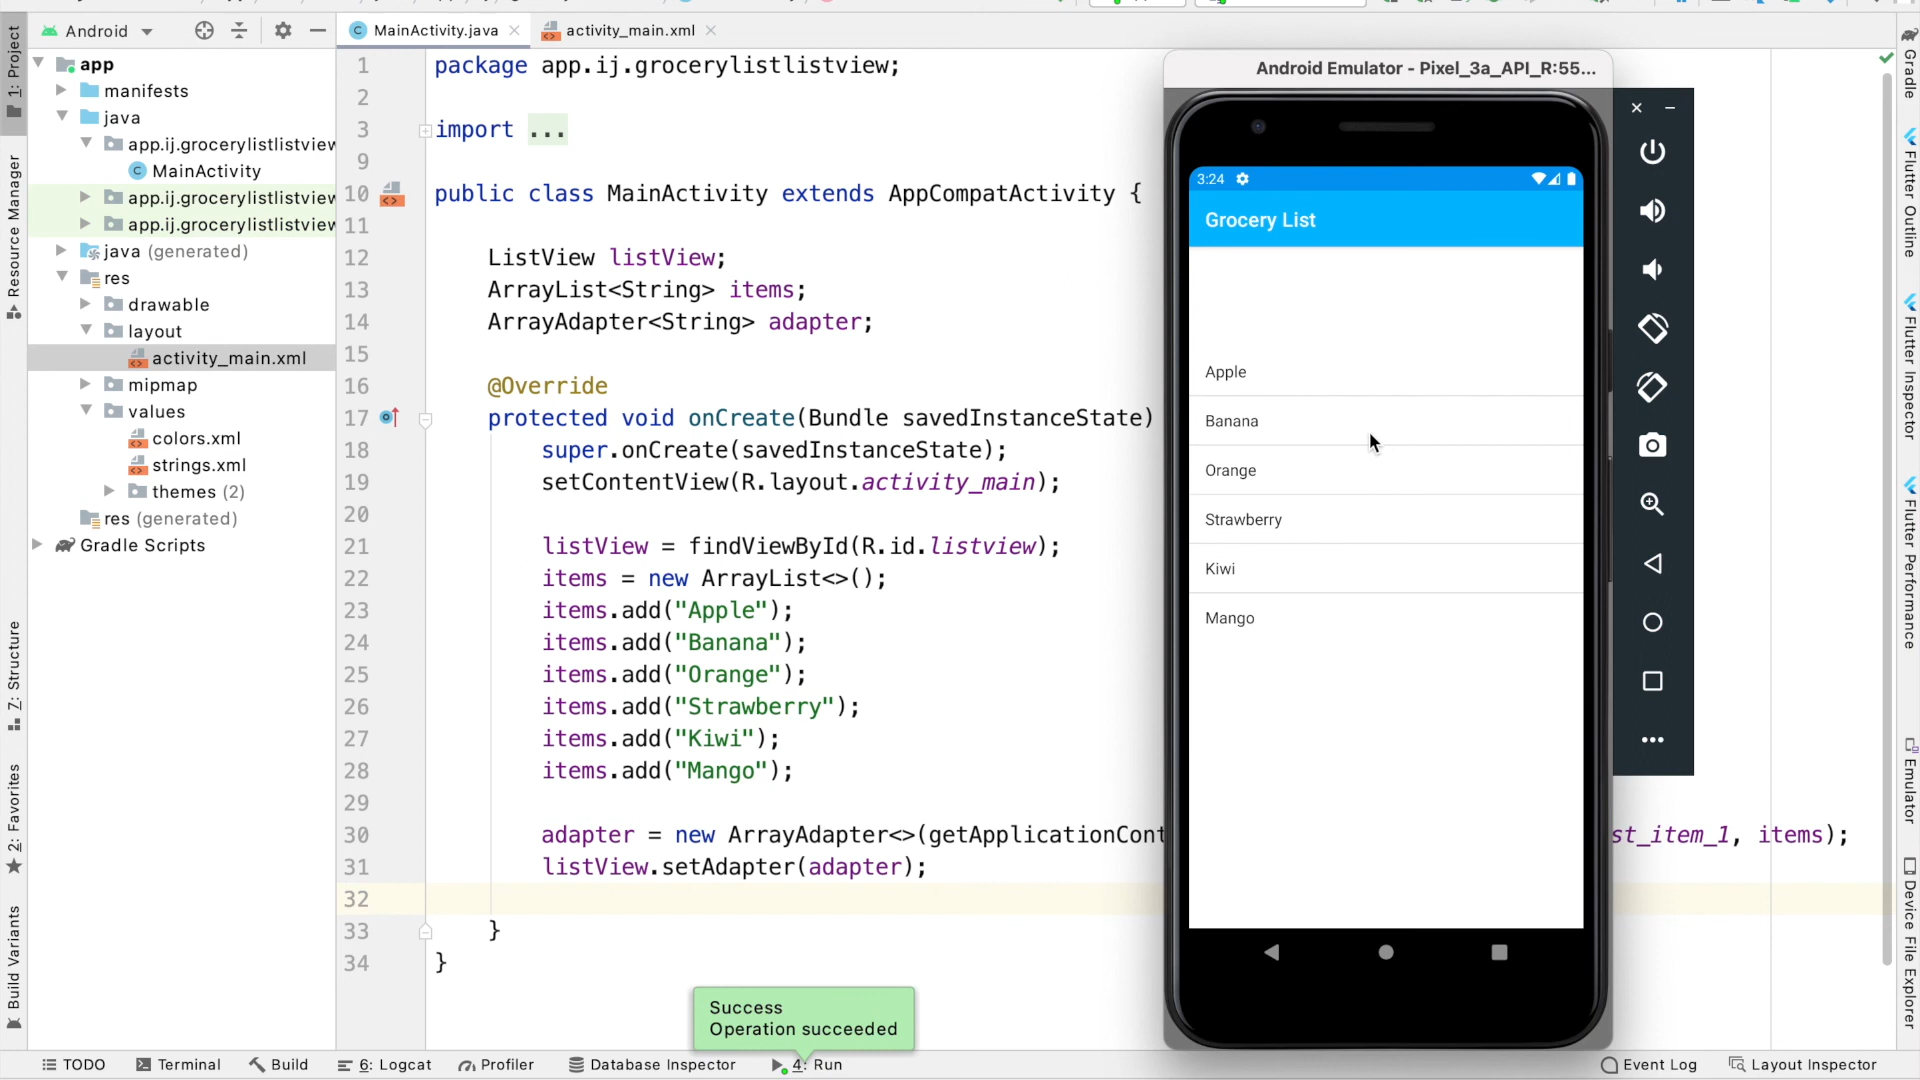 Android
MainActivity.java
activity_main.xml
1: Project
Resource Manager
7: Structure
2: Favorites
Build Variants
app
manifests
java
app.ij.grocerylistlistview
MainActivity
app.ij.grocerylistlistview
app.ij.grocerylistlistview
java (generated)
res
drawable
layout
activity_main.xml
mipmap
values
colors.xml
strings.xml
themes (2)
res (generated)
Gradle Scripts
1 package app.ij.grocerylistlistview;
2
3 import ...
9
10 public class MainActivity extends AppCompatActivity {
11
12 ListView listView;
13 ArrayList<String> items;
14 ArrayAdapter<String> adapter;
15
16 @Override
17 protected void onCreate(Bundle savedInstanceState)
18 super.onCreate(savedInstanceState);
19 setContentView(R.layout.activity_main);
20
21 listView = findViewById(R.id.listview);
22 items = new ArrayList<>();
23 items.add("Apple");
24 items.add("Banana");
25 items.add("Orange");
26 items.add("Strawberry");
27 items.add("Kiwi");
28 items.add("Mango");
29
30 adapter = new ArrayAdapter<>(getApplicationCont st_item_1, items);
31 listView.setAdapter(adapter);
32
33 }
34 }
Android Emulator - Pixel_3a_API_R:55...
3:24
Grocery List
Apple
Banana
Orange
Strawberry
Kiwi
Mango
Gradle
Flutter Outline
Flutter Inspector
Flutter Performance
Emulator
Device File Explorer
Success
Operation succeeded
TODO
Terminal
Build
6: Logcat
Profiler
Database Inspector
4: Run
Event Log
Layout Inspector